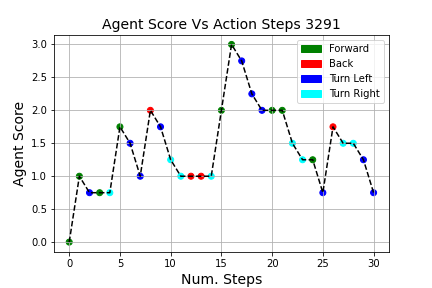 Agent Score Vs Action Steps 3291
Agent Score
3.0
2.5
2.0
1.5
1.0
0.5
0.0
Forward
Back
Turn Left
Turn Right
0 5 10 15 20 25 30
Num. Steps